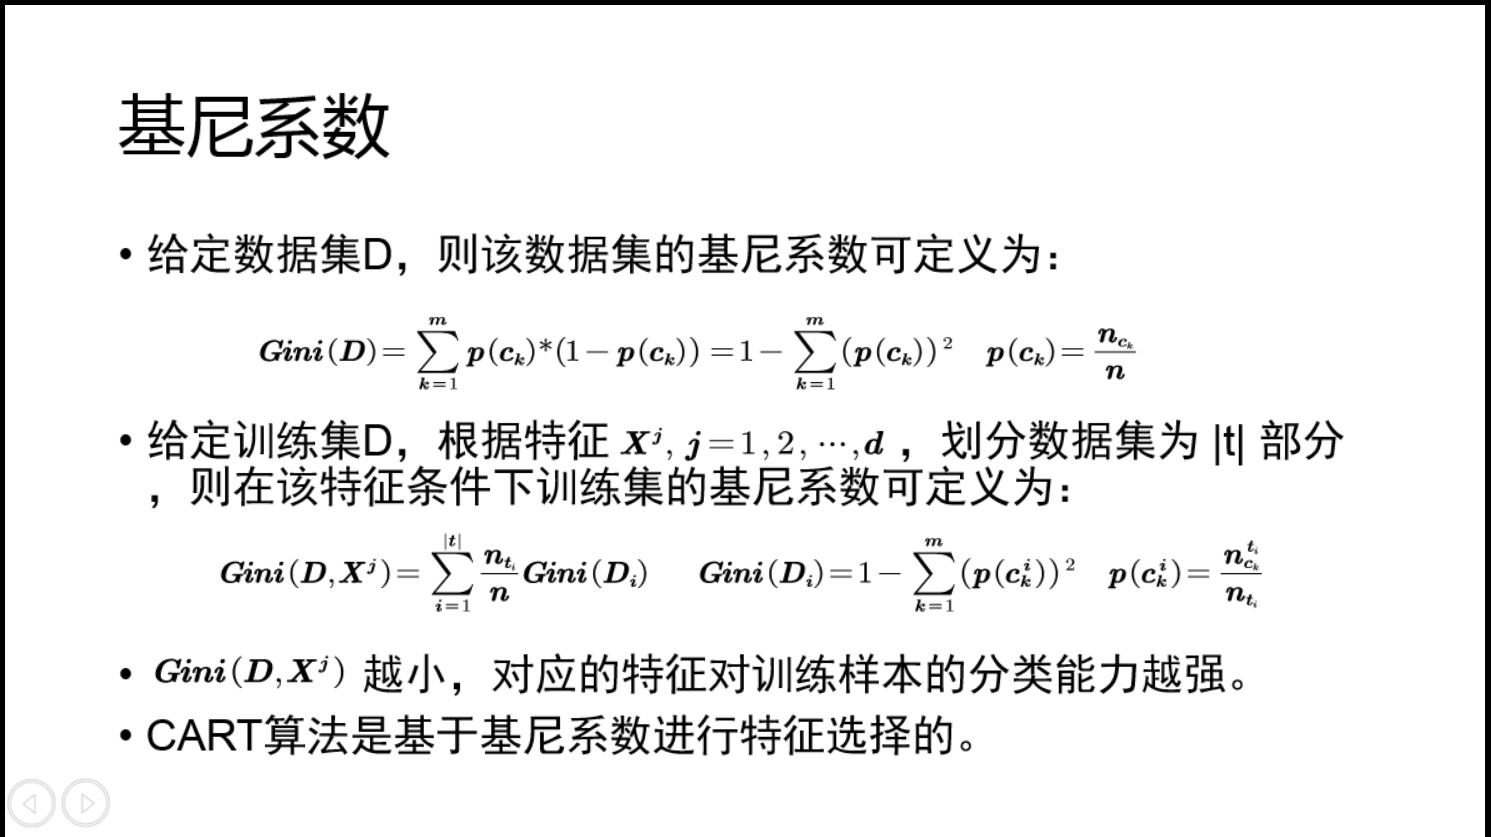 基尼系数
• 给定数据集D，则该数据集的基尼系数可定义为：
$Gini(D)=\sum_{k=1}^{m}p(c_k)*(1-p(c_k))=1-\sum_{k=1}^{m}(p(c_k))^2 \quad p(c_k)=\frac{n_{c_k}}{n}$
• 给定训练集D，根据特征 $X^j, j=1,2,\cdots,d$ ，划分数据集为 |t| 部分
，则在该特征条件下训练集的基尼系数可定义为：
$Gini(D,X^j)=\sum_{i=1}^{|t|}\frac{n_{t_i}}{n}Gini(D_i) \quad Gini(D_i)=1-\sum_{k=1}^{m}(p(c_k^i))^2 \quad p(c_k^i)=\frac{n_{c_k}^{t_i}}{n_{t_i}}$
• $Gini(D,X^j)$ 越小，对应的特征对训练样本的分类能力越强。
• CART算法是基于基尼系数进行特征选择的。